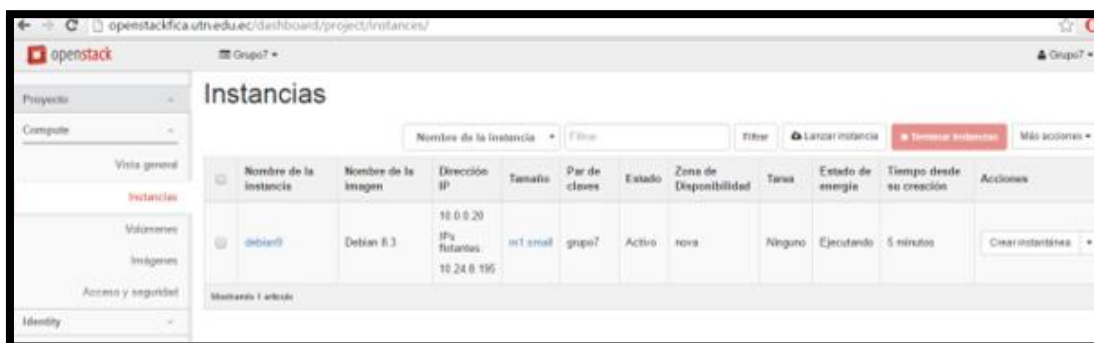 openstackfica.utn.edu.ec/dashboard/project/instances/
openstack
Grupo7
Grupo7
Proyecto
Compute
Vista general
Instancias
Volúmenes
Imágenes
Acceso y seguridad
Identity
Instancias
Nombre de la Instancia
Filtrar
Filtrar
Lanzar instancia
Terminar instancias
Más acciones
Nombre de la instancia
Nombre de la imagen
Dirección IP
Tamaño
Par de claves
Estado
Zona de Disponibilidad
Tarea
Estado de energía
Tiempo desde su creación
Acciones
Debian 8.3
10.0.0.20
IPs flotantes:
10.24.8.195
m1.small
grupo7
Activo
nova
Ninguno
Ejecutando
5 minutos
Crear instantánea
Mostrando 1 artículo